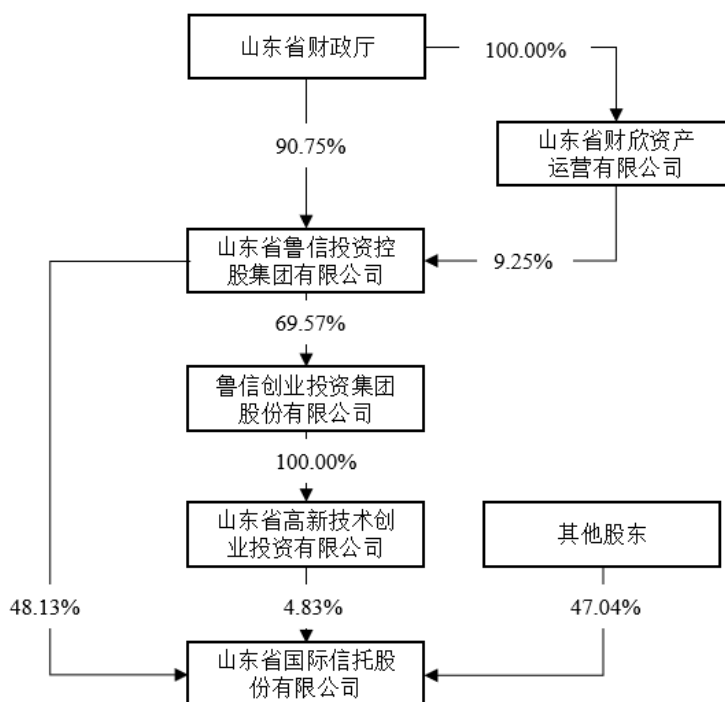 山东省财政厅
100.00%
90.75%
山东省财欣资产
运营有限公司
山东省鲁信投资控
股集团有限公司
9.25%
69.57%
鲁信创业投资集团
股份有限公司
100.00%
山东省高新技术创
业投资有限公司
其他股东
48.13%
4.83%
47.04%
山东省国际信托股
份有限公司